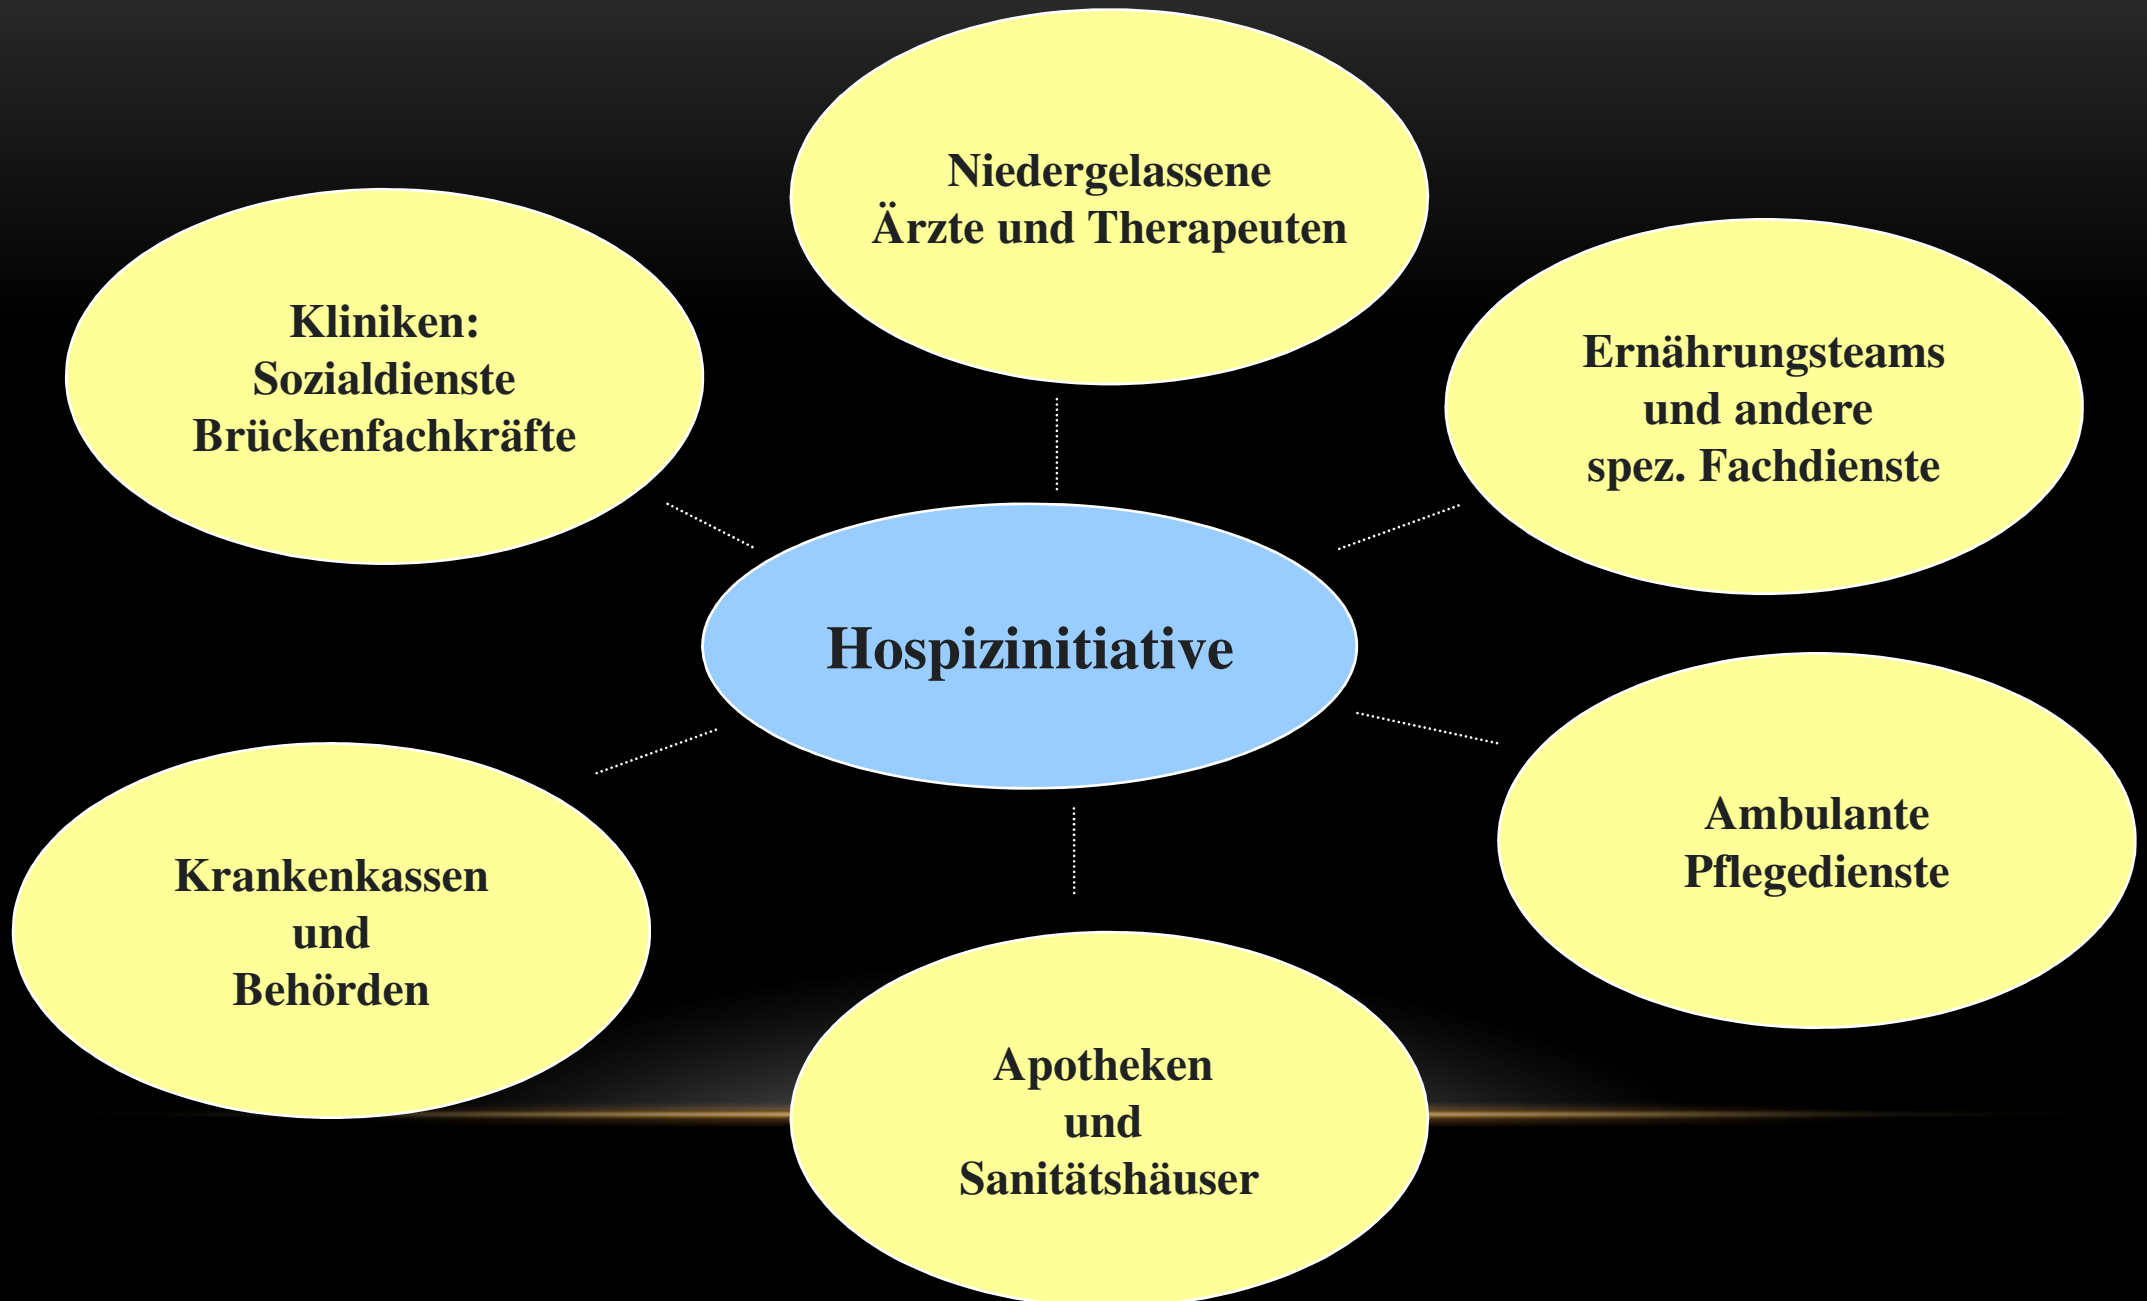 Niedergelassene
Ärzte und Therapeuten
Kliniken:
Sozialdienste
Brückenfachkräfte
Ernährungsteams
und andere
spez. Fachdienste
Hospizinitiative
Ambulante
Pflegedienste
Krankenkassen
und
Behörden
Apotheken
und
Sanitätshäuser